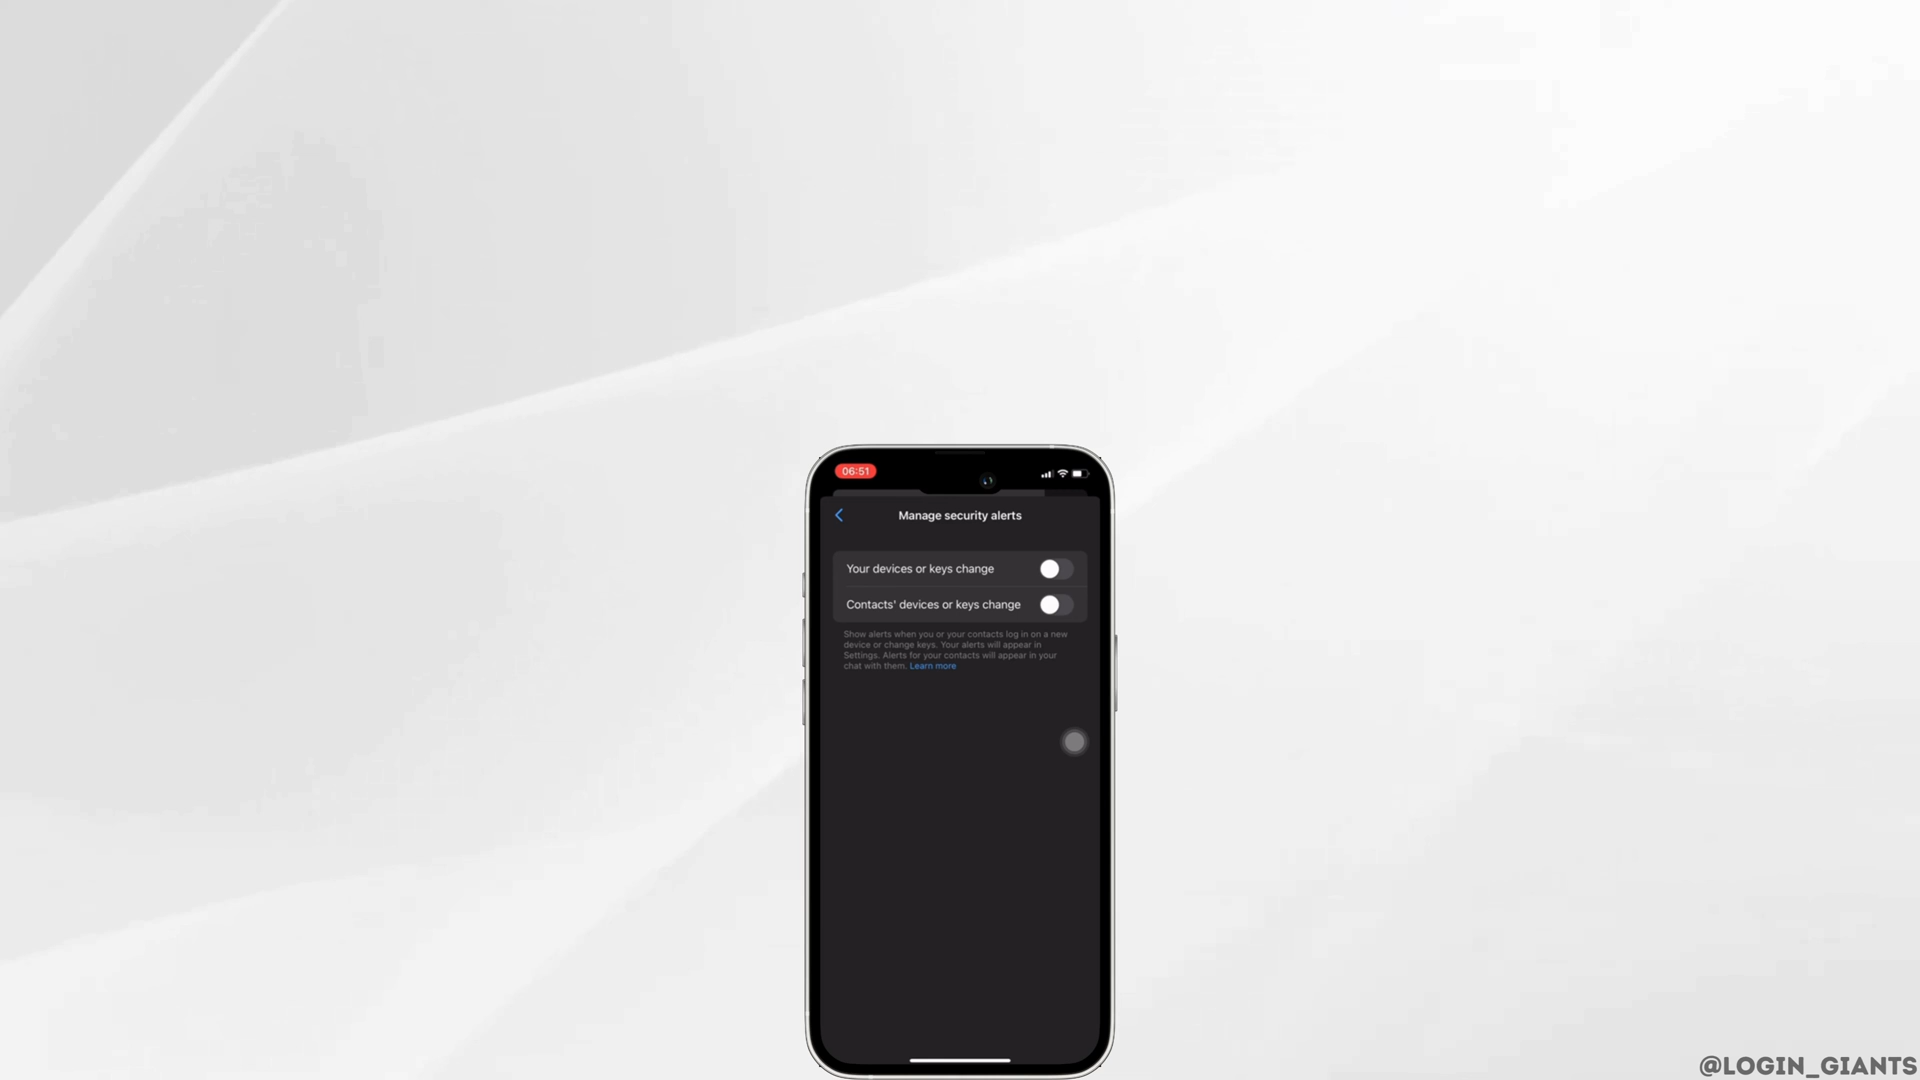 06:51
Manage security alerts
Your devices or keys change
Contacts' devices or keys change
Show alerts when you or your contacts log in on a new
device or change keys. Your alerts will appear in
Settings. Alerts for your contacts will appear in your
chat with them. Learn more
@LOGIN_GIANTS